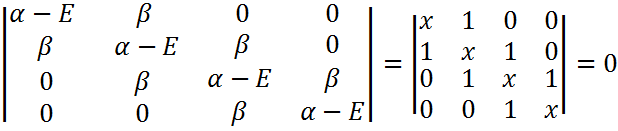 |α − E β 0 0| |x 1 0 0|
|β α − E β 0| |1 x 1 0|
|0 β α − E β| = |0 1 x 1| = 0
|0 0 β α − E| |0 0 1 x|